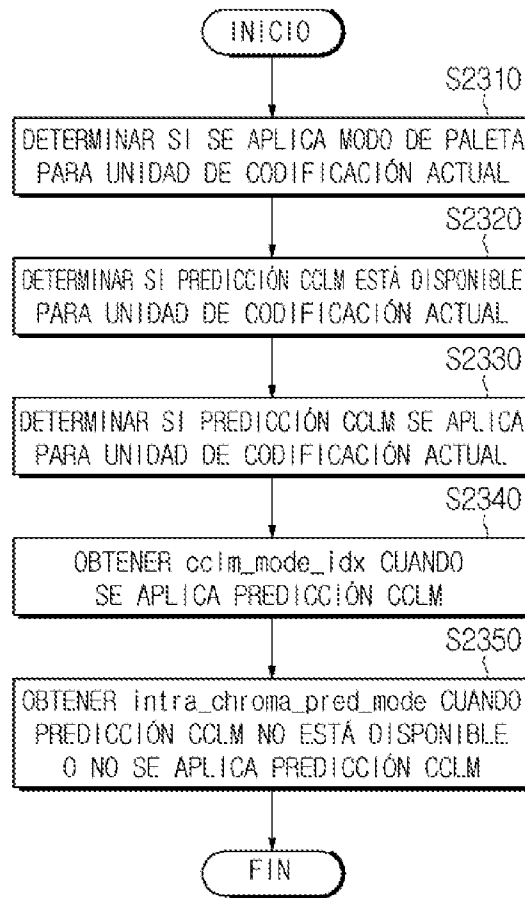 INICIO
S2310
DETERMINAR SI SE APLICA MODO DE PALETA
PARA UNIDAD DE CODIFICACIÓN ACTUAL
S2320
DETERMINAR SI PREDICCIÓN CCLM ESTÁ DISPONIBLE
PARA UNIDAD DE CODIFICACIÓN ACTUAL
S2330
DETERMINAR SI PREDICCIÓN CCLM SE APLICA
PARA UNIDAD DE CODIFICACIÓN ACTUAL
S2340
OBTENER cclm_mode_idx CUANDO
SE APLICA PREDICCIÓN CCLM
S2350
OBTENER intra_chroma_pred_mode CUANDO
PREDICCIÓN CCLM NO ESTÁ DISPONIBLE
O NO SE APLICA PREDICCIÓN CCLM
FIN